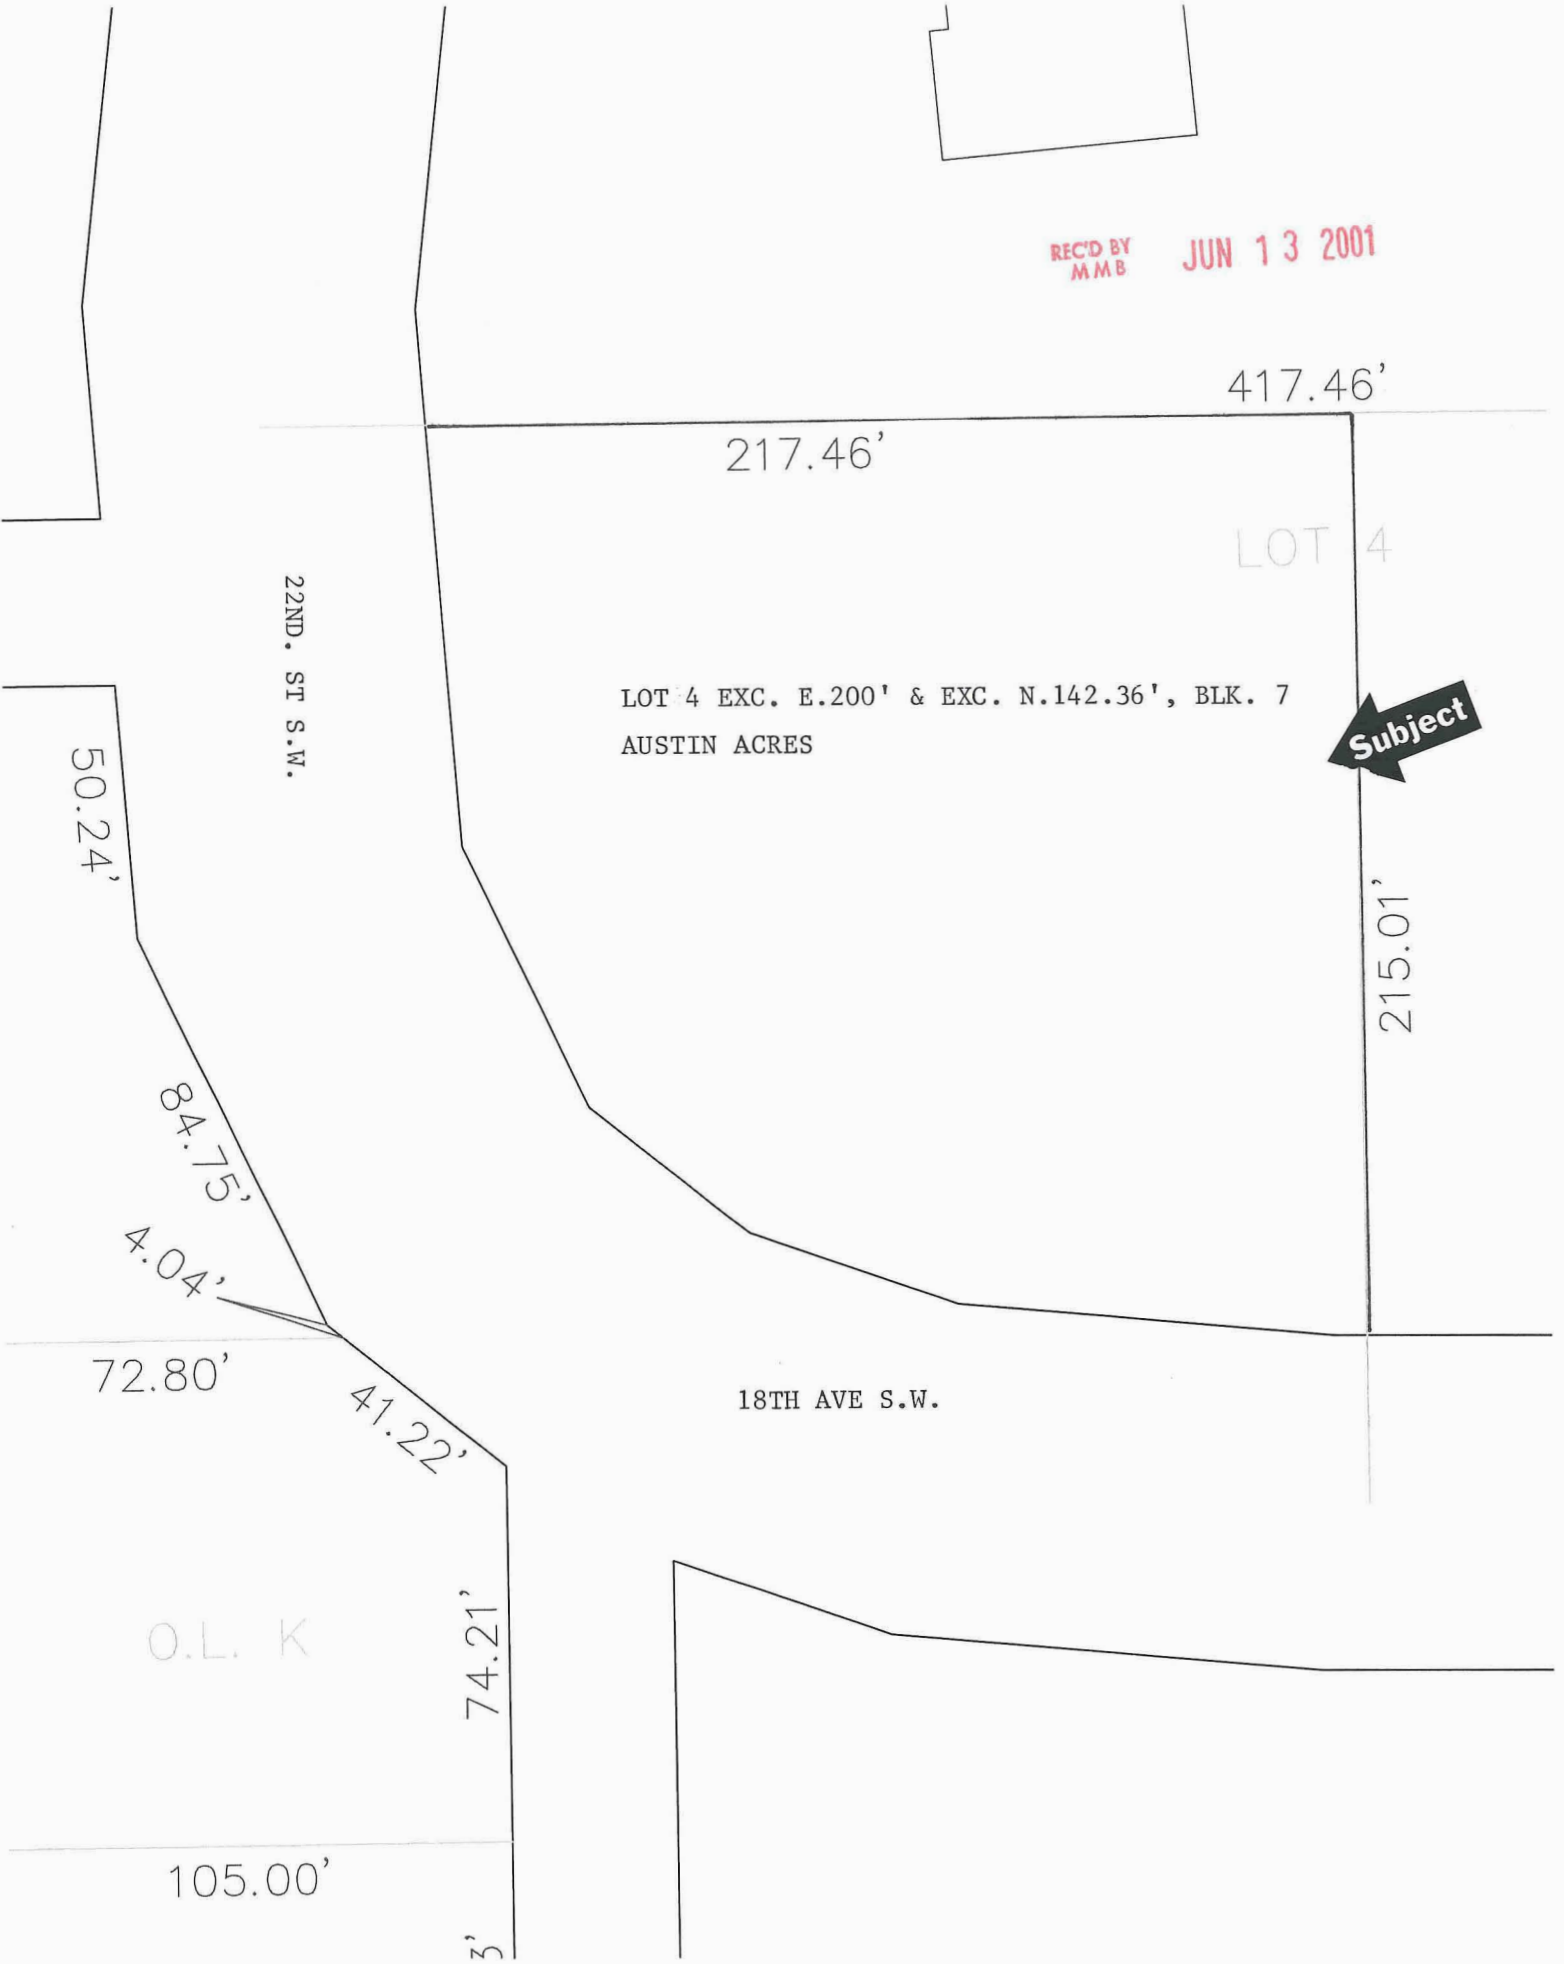 REC'D BY
MMB
JUN 13 2001
417.46'
217.46'
LOT 4
22ND. ST S.W.
LOT 4 EXC. E.200' & EXC. N.142.36', BLK. 7
AUSTIN ACRES
Subject
50.24'
215.01'
84.75'
4.04'
72.80'
41.22'
18TH AVE S.W.
74.21'
O.L. K
105.00'
3'